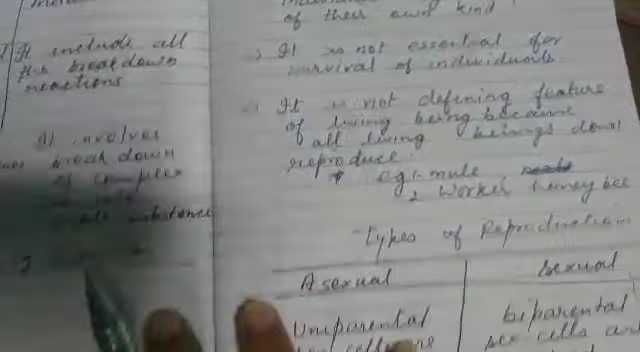 It include all
the breakdown
reactions
It involves
break down
of complex
substance
of their own kind
It is not essential for
survival of individuals
It is not defining feature
of living being because
all living beings
reproduce
eg: mule
2 Worker honey bee
Types of Reproduction
Asexual
Sexual
Uniparental
biparental
sex cells are